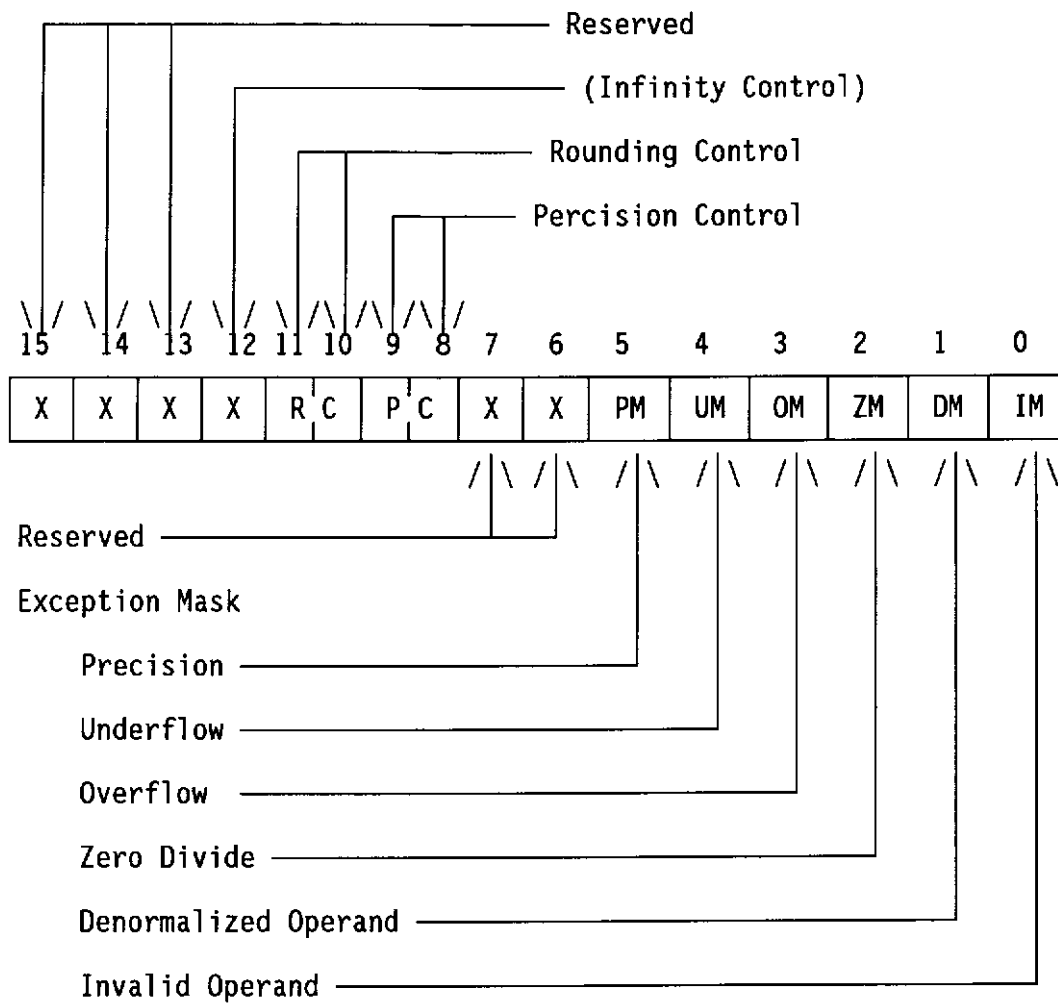 Reserved
(Infinity Control)
Rounding Control
Percision Control
15 14 13 12 11 10 9 8 7 6 5 4 3 2 1 0
X X X X R C P C X X PM UM OM ZM DM IM
Reserved
Exception Mask
Precision
Underflow
Overflow
Zero Divide
Denormalized Operand
Invalid Operand